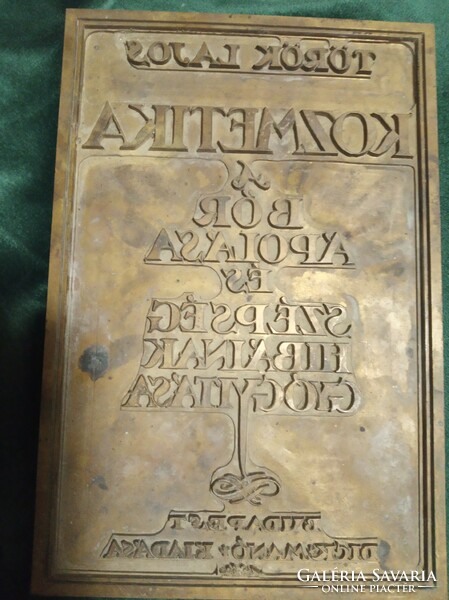 TÖRÖK LAJOS
KOZMETIKA
A
BŐR
ÁPOLÁSA
ÉS
SZÉPSÉG
HIBÁINAK
GYÓGYITÁSA
BUDAPEST
DICK MANÓ KIADÁSA
GALÉRIA SAVARIA
ONLINE PIACTÉR